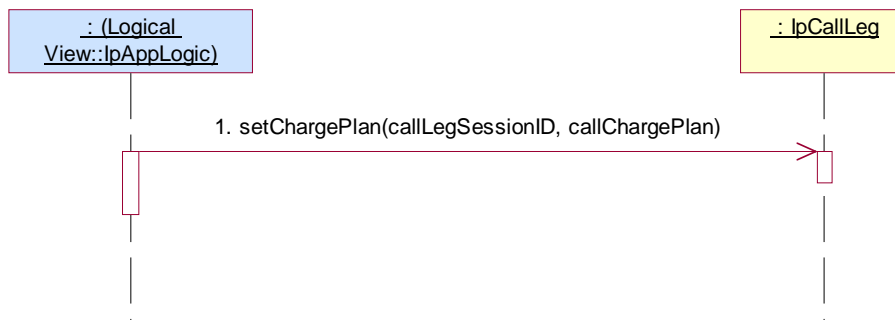 : (Logical
View::IpAppLogic)
: IpCallLeg
1. setChargePlan(callLegSessionID, callChargePlan)